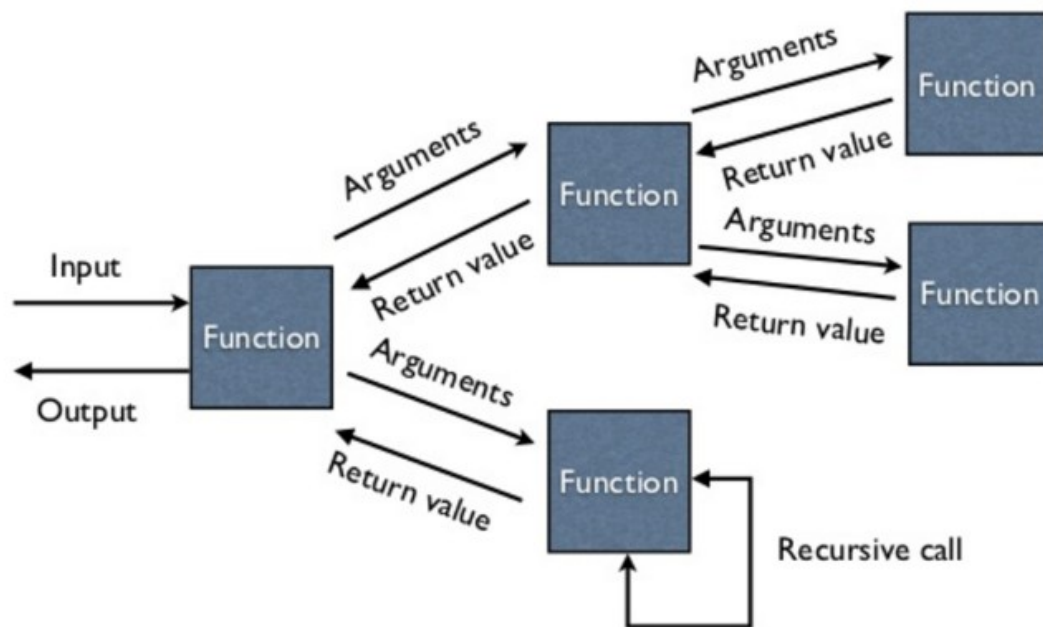 Arguments
Function
Return value
Arguments
Function
Return value
Arguments
Function
Return value
Input
Function
Output
Arguments
Return value
Function
Recursive call